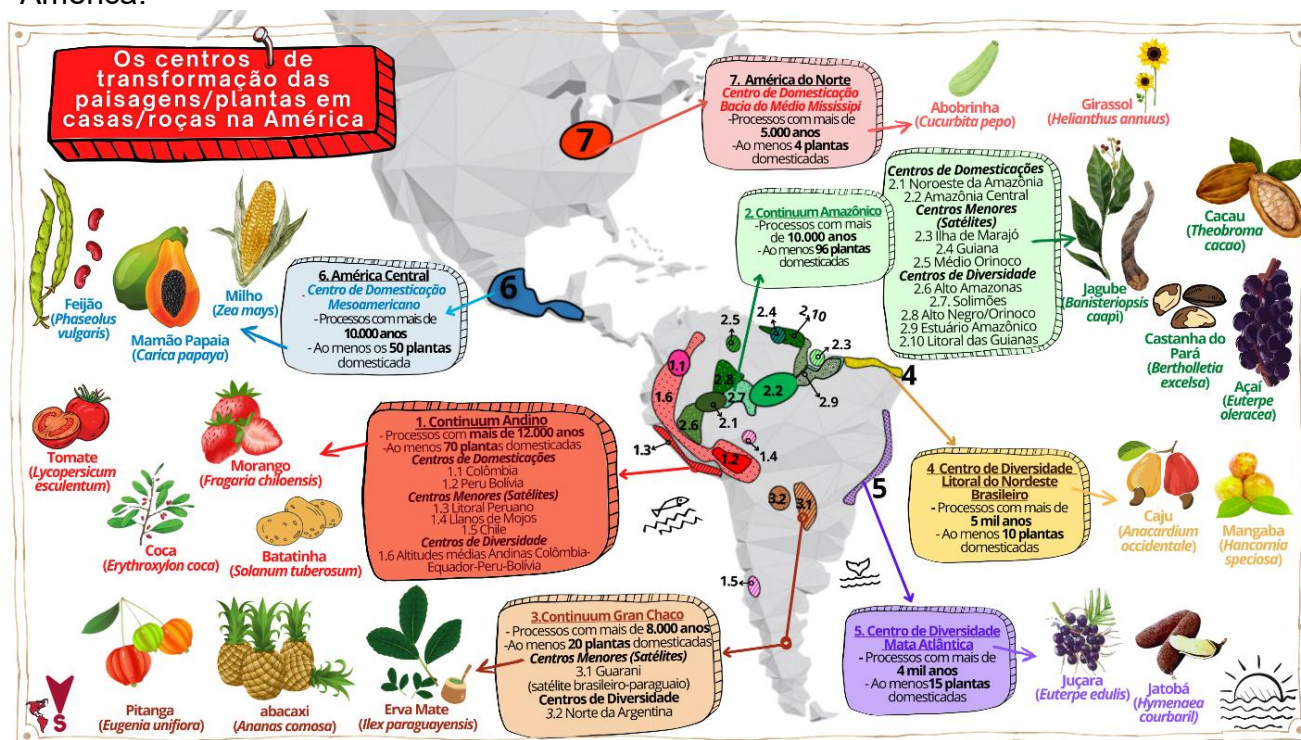 América.
Os centros de
transformação das
paisagens/plantas em
casas/roças na América
7. América do Norte
Centro de Domesticação
Bacia do Médio Mississipi
-Processos com mais de
5.000 anos
-Ao menos 4 plantas
domesticadas
Abobrinha
(Cucurbita pepo)
Girassol
(Helianthus annuus)
7
2. Continuum Amazônico
-Processos com mais
de 10.000 anos
-Ao menos 96 plantas
domesticadas
Centros de Domesticações
2.1 Noroeste da Amazônia
2.2 Amazônia Central
Centros Menores
(Satélites)
2.3 Ilha de Marajó
2.4 Guiana
2.5 Médio Orinoco
Centros de Diversidade
2.6 Alto Amazonas
2.7. Solimões
2.8 Alto Negro/Orinoco
2.9 Estuário Amazônico
2.10 Litoral das Guianas
Jagube
(Banisteriopsis
caapi)
Cacau
(Theobroma
cacao)
Castanha do
Pará
(Bertholletia
excelsa)
Açaí
(Euterpe
oleracea)
Feijão
(Phaseolus
vulgaris)
Mamão Papaia
(Carica papaya)
Milho
(Zea mays)
6. América Central
Centro de Domesticação
Mesoamericano
- Processos com mais de
10.000 anos
- Ao menos os 50 plantas
domesticada
6
2.5
2.4
2,10
2.3
1.1
1.6
2.8
2.7
2.2
2.9
2.1
2.6
1.3
1.2
1.4
3.2
3.1
1.5
4
5
Tomate
(Lycopersicum
esculentum)
Morango
(Fragaria chiloensis)
Coca
(Erythroxylon coca)
Batatinha
(Solanum tuberosum)
1. Continuum Andino
- Processos com mais de 12.000 anos
-Ao menos 70 plantas domesticadas
Centros de Domesticações
1.1 Colômbia
1.2 Peru Bolívia
Centros Menores (Satélites)
1.3 Litoral Peruano
1.4 Llanos de Mojos
1.5 Chile
Centros de Diversidade
1.6 Altitudes médias Andinas Colômbia-
Equador-Peru-Bolívia
4 Centro de Diversidade
Litoral do Nordeste
Brasileiro
- Processos com mais de
5 mil anos
- Ao menos 10 plantas
domesticadas
Caju
(Anacardium
occidentale)
Mangaba
(Hancornia
speciosa)
Pitanga
(Eugenia uniflora)
abacaxi
(Ananas comosa)
Erva Mate
(Ilex paraguayensis)
3.Continuum Gran Chaco
- Processos com mais de 8.000 anos
-Ao menos 20 plantas domesticadas
Centros Menores (Satélites)
3.1 Guarani
(satélite brasileiro-paraguaio)
Centros de Diversidade
3.2 Norte da Argentina
5. Centro de Diversidade
Mata Atlântica
- Processos com mais de
4 mil anos
- Ao menos15 plantas
domesticadas
Juçara
(Euterpe edulis)
Jatobá
(Hymenaea
courbaril)
S